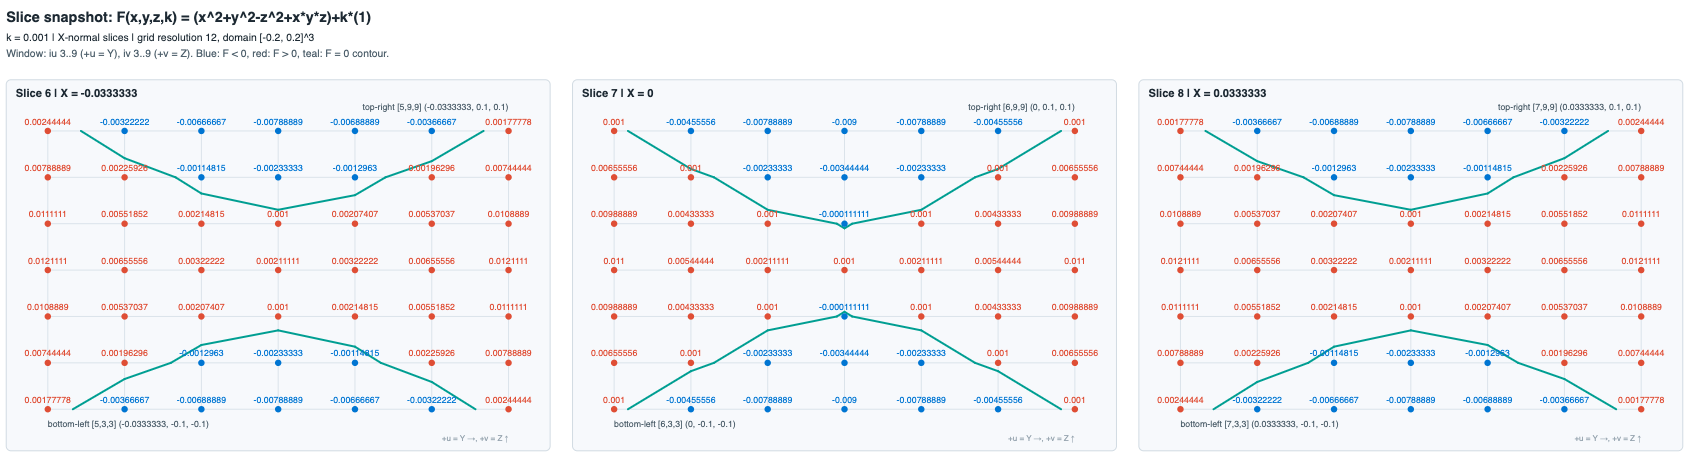 Slice snapshot: F(x,y,z,k) = (x^2+y^2-z^2+x*y*z)+k*(1)
k = 0.001 | X-normal slices | grid resolution 12, domain [-0.2, 0.2]^3
Window: iu 3..9 (+u = Y), iv 3..9 (+v = Z). Blue: F < 0, red: F > 0, teal: F = 0 contour.
Slice 6 | X = -0.0333333
top-right [5,9,9] (-0.0333333, 0.1, 0.1)
0.00244444 -0.00322222 -0.00666667 -0.00788889 -0.00688889 -0.00366667 0.00177778
0.00788889 0.00225926 -0.00114815 -0.00233333 -0.0012963 0.00196296 0.00744444
0.0111111 0.00551852 0.00214815 0.001 0.00207407 0.00537037 0.0108889
0.0121111 0.00655556 0.00322222 0.00211111 0.00322222 0.00655556 0.0121111
0.0108889 0.00537037 0.00207407 0.001 0.00214815 0.00551852 0.0111111
0.00744444 0.00196296 -0.0012963 -0.00233333 -0.00114815 0.00225926 0.00788889
0.00177778 -0.00366667 -0.00688889 -0.00788889 -0.00666667 -0.00322222 0.00244444
bottom-left [5,3,3] (-0.0333333, -0.1, -0.1)
+u = Y →, +v = Z ↑
Slice 7 | X = 0
top-right [6,9,9] (0, 0.1, 0.1)
0.001 -0.00455556 -0.00788889 -0.009 -0.00788889 -0.00455556 0.001
0.00655556 0.001 -0.00233333 -0.00344444 -0.00233333 0.001 0.00655556
0.00988889 0.00433333 0.001 -0.000111111 0.001 0.00433333 0.00988889
0.011 0.00544444 0.00211111 0.001 0.00211111 0.00544444 0.011
0.00988889 0.00433333 0.001 -0.000111111 0.001 0.00433333 0.00988889
0.00655556 0.001 -0.00233333 -0.00344444 -0.00233333 0.001 0.00655556
0.001 -0.00455556 -0.00788889 -0.009 -0.00788889 -0.00455556 0.001
bottom-left [6,3,3] (0, -0.1, -0.1)
+u = Y →, +v = Z ↑
Slice 8 | X = 0.0333333
top-right [7,9,9] (0.0333333, 0.1, 0.1)
0.00177778 -0.00366667 -0.00688889 -0.00788889 -0.00666667 -0.00322222 0.00244444
0.00744444 0.00196296 -0.0012963 -0.00233333 -0.00114815 0.00225926 0.00788889
0.0108889 0.00537037 0.00207407 0.001 0.00214815 0.00551852 0.0111111
0.0121111 0.00655556 0.00322222 0.00211111 0.00322222 0.00655556 0.0121111
0.0111111 0.00551852 0.00214815 0.001 0.00207407 0.00537037 0.0108889
0.00788889 0.00225926 -0.00114815 -0.00233333 -0.0012963 0.00196296 0.00744444
0.00244444 -0.00322222 -0.00666667 -0.00788889 -0.00688889 -0.00366667 0.00177778
bottom-left [7,3,3] (0.0333333, -0.1, -0.1)
+u = Y →, +v = Z ↑